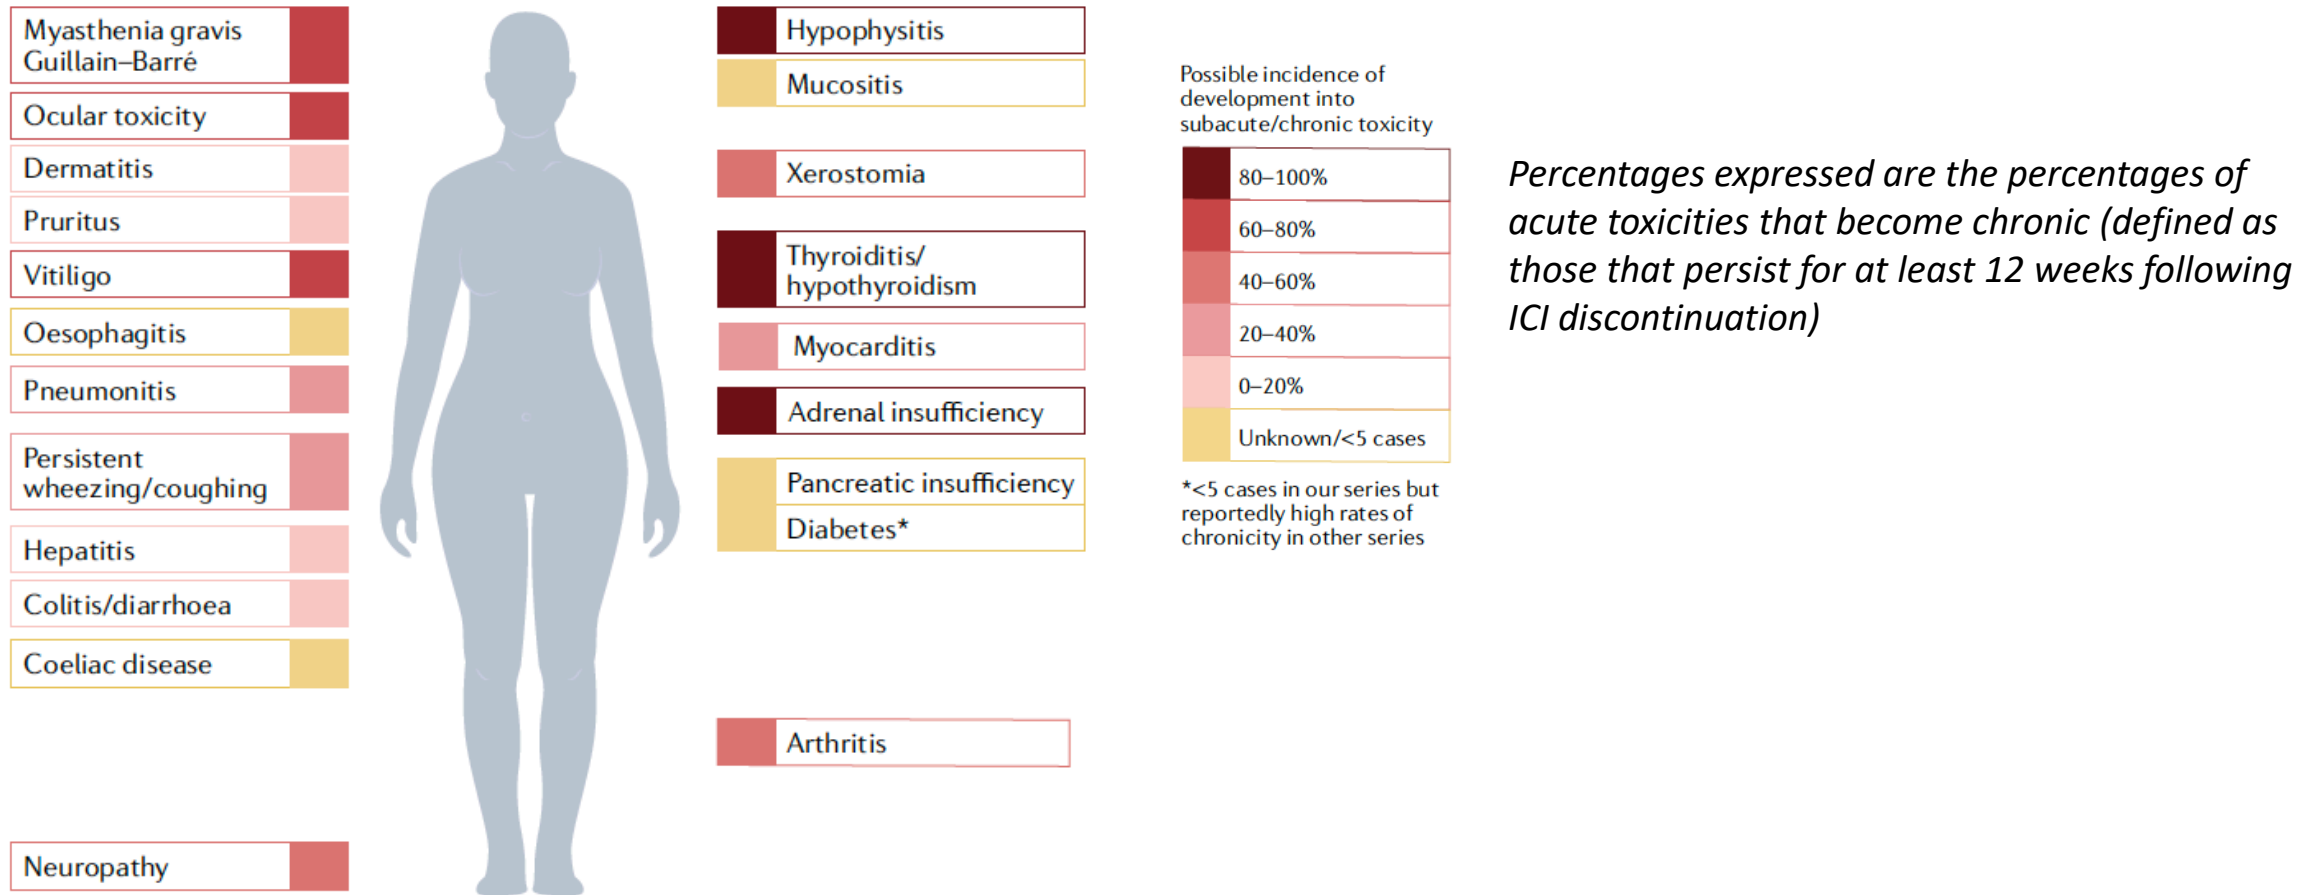 Myasthenia gravis
Guillain–Barré
Ocular toxicity
Dermatitis
Pruritus
Vitiligo
Oesophagitis
Pneumonitis
Persistent
wheezing/coughing
Hepatitis
Colitis/diarrhoea
Coeliac disease
Neuropathy
Hypophysitis
Mucositis
Xerostomia
Thyroiditis/
hypothyroidism
Myocarditis
Adrenal insufficiency
Pancreatic insufficiency
Diabetes*
Arthritis
Possible incidence of
development into
subacute/chronic toxicity
80–100%
60–80%
40–60%
20–40%
0–20%
Unknown/<5 cases
*<5 cases in our series but
reportedly high rates of
chronicity in other series
Percentages expressed are the percentages of
acute toxicities that become chronic (defined as
those that persist for at least 12 weeks following
ICI discontinuation)